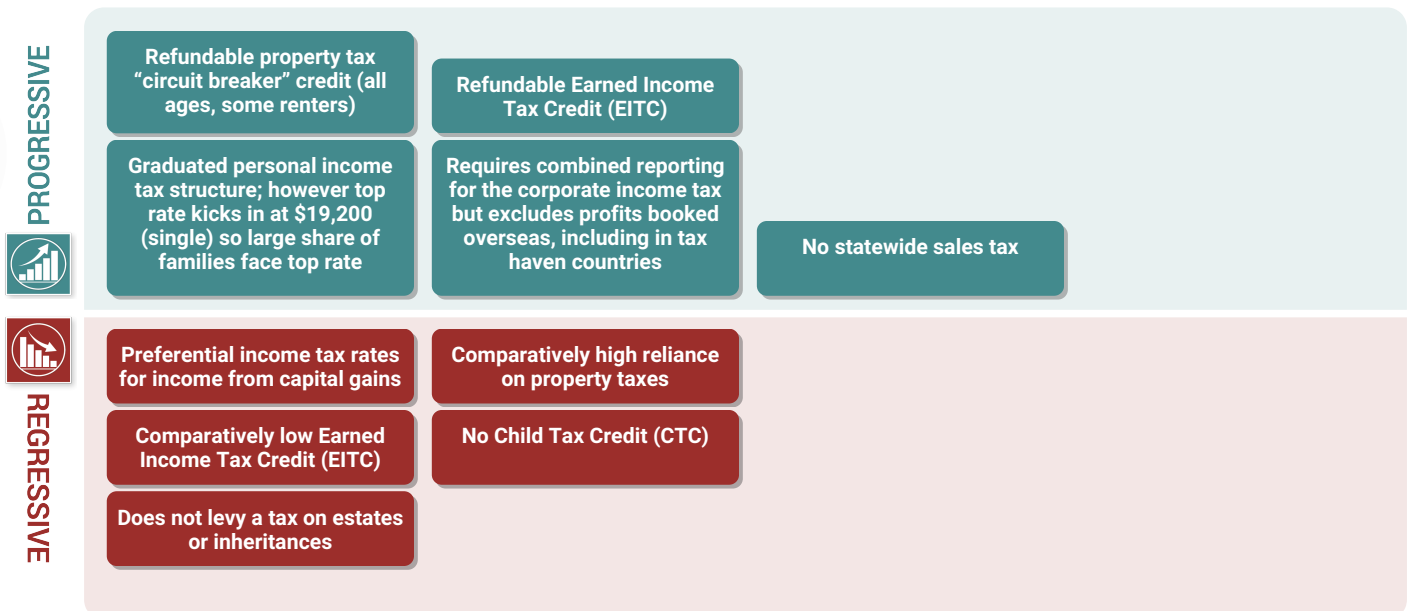 PROGRESSIVE
Refundable property tax
“circuit breaker” credit (all
ages, some renters)
Refundable Earned Income
Tax Credit (EITC)
Graduated personal income
tax structure; however top
rate kicks in at $19,200
(single) so large share of
families face top rate
Requires combined reporting
for the corporate income tax
but excludes profits booked
overseas, including in tax
haven countries
No statewide sales tax
REGRESSIVE
Preferential income tax rates
for income from capital gains
Comparatively high reliance
on property taxes
Comparatively low Earned
Income Tax Credit (EITC)
No Child Tax Credit (CTC)
Does not levy a tax on estates
or inheritances